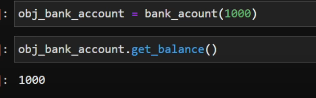 ]: obj_bank_account = bank_acount(1000)
]: obj_bank_account.get_balance()
]: 1000